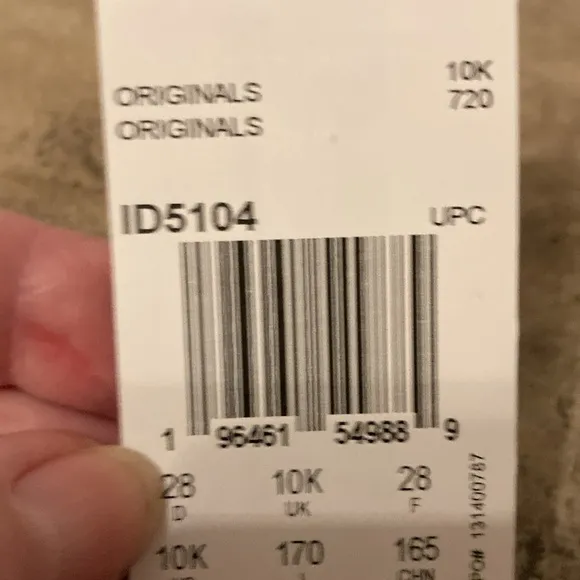 10K
ORIGINALS 720
ORIGINALS
ID5104 UPC
1 96461 54988 9
28 10K 28
D UK F
10K 170 165
CHN
PO# 131400787